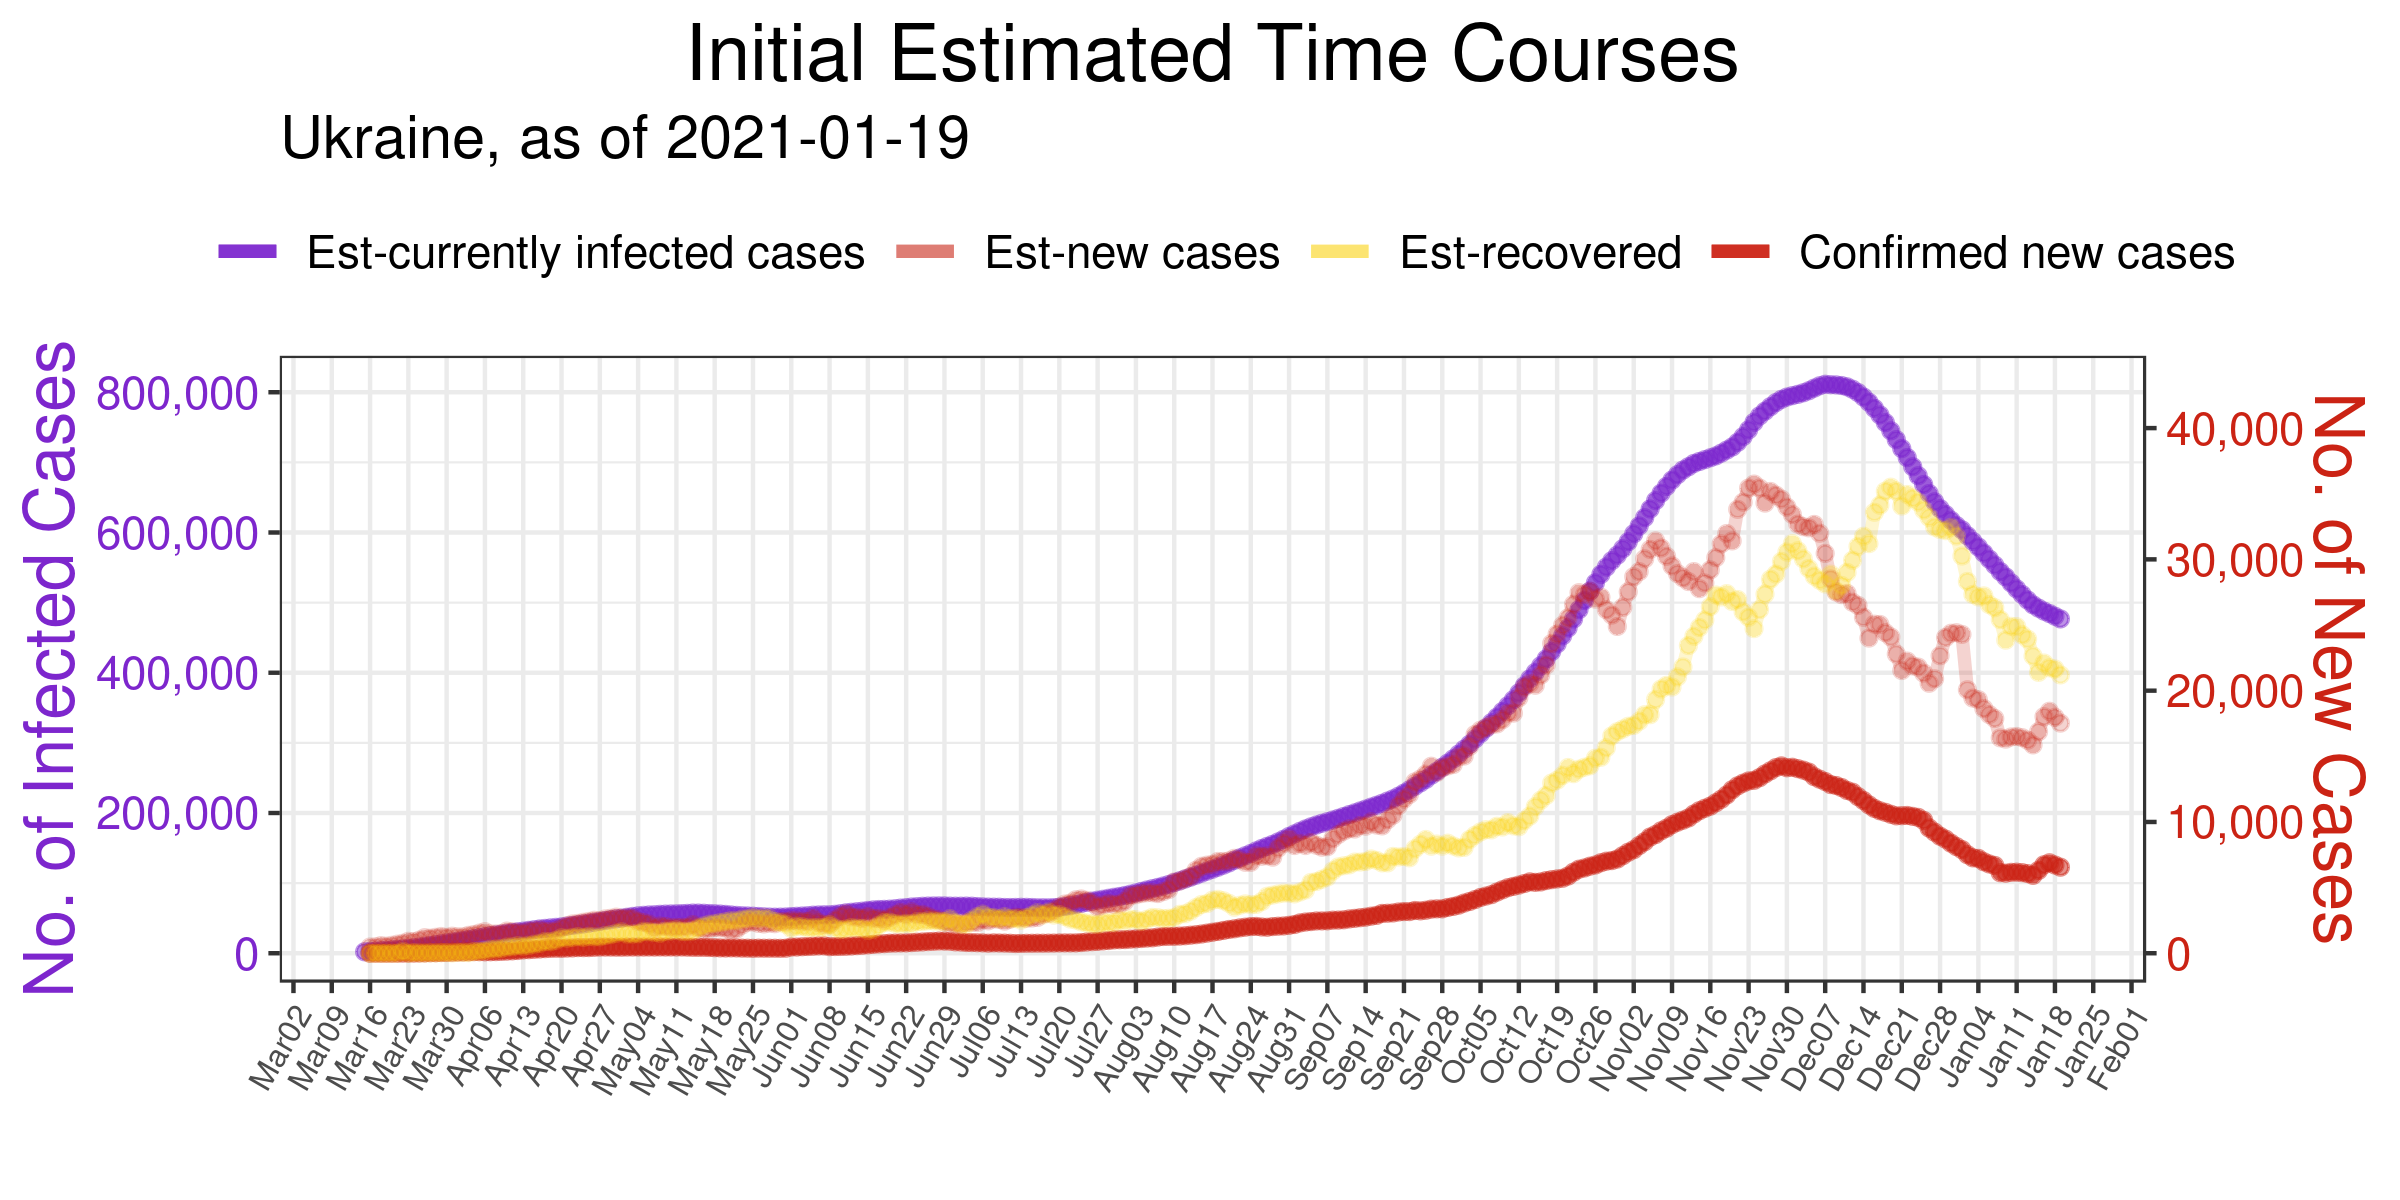 Initial Estimated Time Courses
Ukraine, as of 2021-01-19
Est-currently infected cases Est-new cases Est-recovered Confirmed new cases
No. of Infected Cases
800,000
600,000
400,000
200,000
0
40,000
30,000
20,000
10,000
0
No. of New Cases
Mar02 Mar09 Mar16 Mar23 Mar30 Apr06 Apr13 Apr20 Apr27 May04 May11 May18 May25 Jun01 Jun08 Jun15 Jun22 Jun29 Jul06 Jul13 Jul20 Jul27 Aug03 Aug10 Aug17 Aug24 Aug31 Sep07 Sep14 Sep21 Sep28 Oct05 Oct12 Oct19 Oct26 Nov02 Nov09 Nov16 Nov23 Nov30 Dec07 Dec14 Dec21 Dec28 Jan04 Jan11 Jan18 Jan25 Feb01